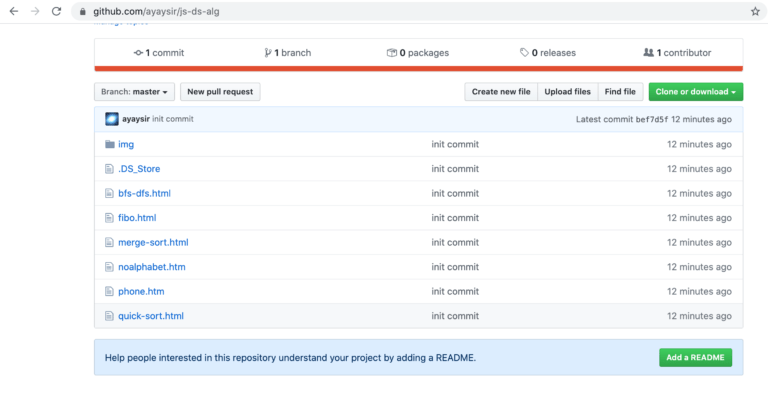 github.com/ayaysir/js-ds-alg
1 commit 1 branch 0 packages 0 releases 1 contributor
Branch: master New pull request Create new file Upload files Find file Clone or download
ayaysir init commit Latest commit bef7d5f 12 minutes ago
img init commit 12 minutes ago
.DS_Store init commit 12 minutes ago
bfs-dfs.html init commit 12 minutes ago
fibo.html init commit 12 minutes ago
merge-sort.html init commit 12 minutes ago
noalphabet.htm init commit 12 minutes ago
phone.htm init commit 12 minutes ago
quick-sort.html init commit 12 minutes ago
Help people interested in this repository understand your project by adding a README. Add a README